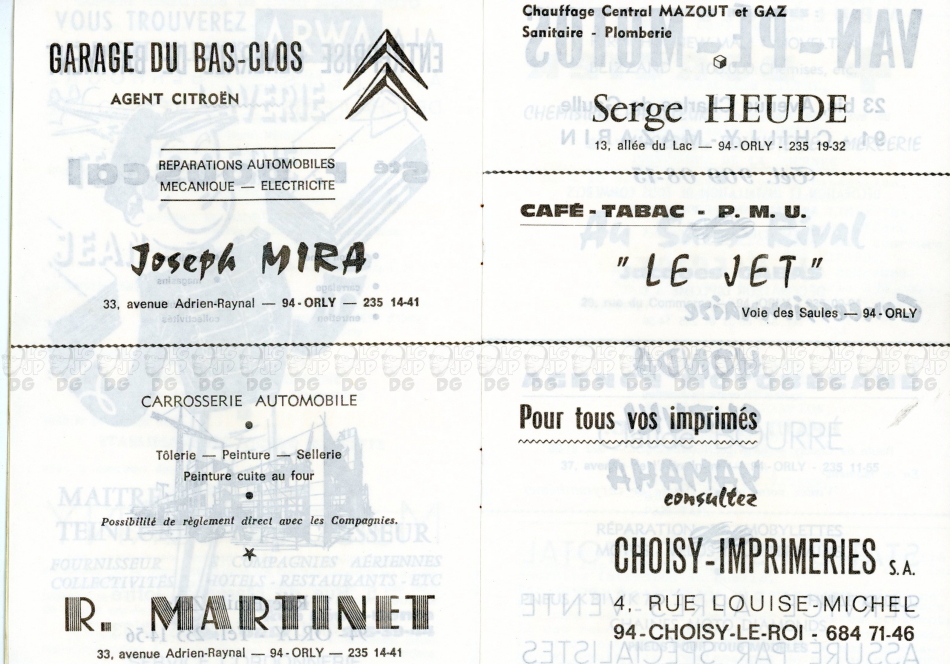 GARAGE DU BAS-CLOS
AGENT CITROËN
REPARATIONS AUTOMOBILES
MECANIQUE — ELECTRICITE
Joseph MIRA
33, avenue Adrien-Raynal — 94-ORLY — 235 14-41
CARROSSERIE AUTOMOBILE
Tôlerie — Peinture — Sellerie
Peinture cuite au four
Possibilité de règlement direct avec les Compagnies.
R. MARTINET
33, avenue Adrien-Raynal — 94-ORLY — 235 14-41
Chauffage Central MAZOUT et GAZ
Sanitaire - Plomberie
Serge HEUDE
13, allée du Lac — 94-ORLY - 235 19-32
CAFÉ-TABAC - P. M. U.
"LE JET"
Voie des Saules — 94-ORLY
Pour tous vos imprimés
consultez
CHOISY-IMPRIMERIES S.A.
4, RUE LOUISE-MICHEL
94-CHOISY-LE-ROI - 684 71-46